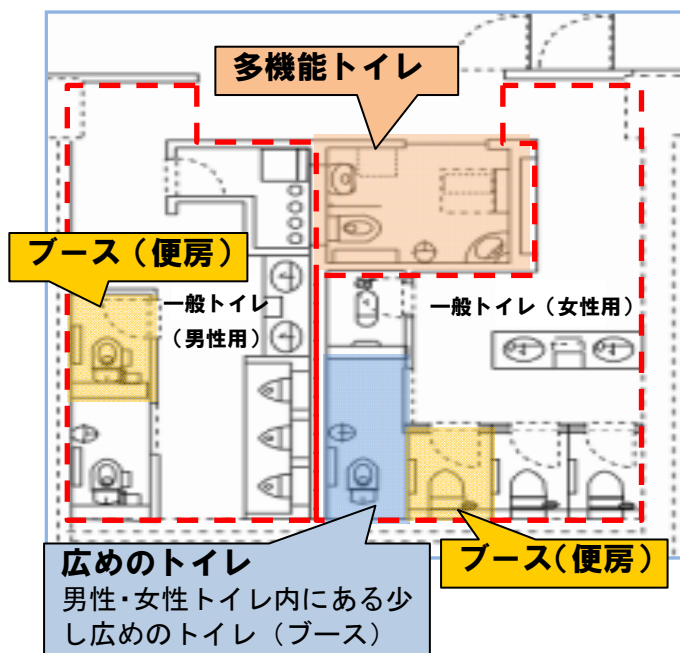 多機能トイレ
ブース（便房）
一般トイレ
（男性用）
一般トイレ（女性用）
広めのトイレ
男性・女性トイレ内にある少
し広めのトイレ（ブース）
ブース（便房）